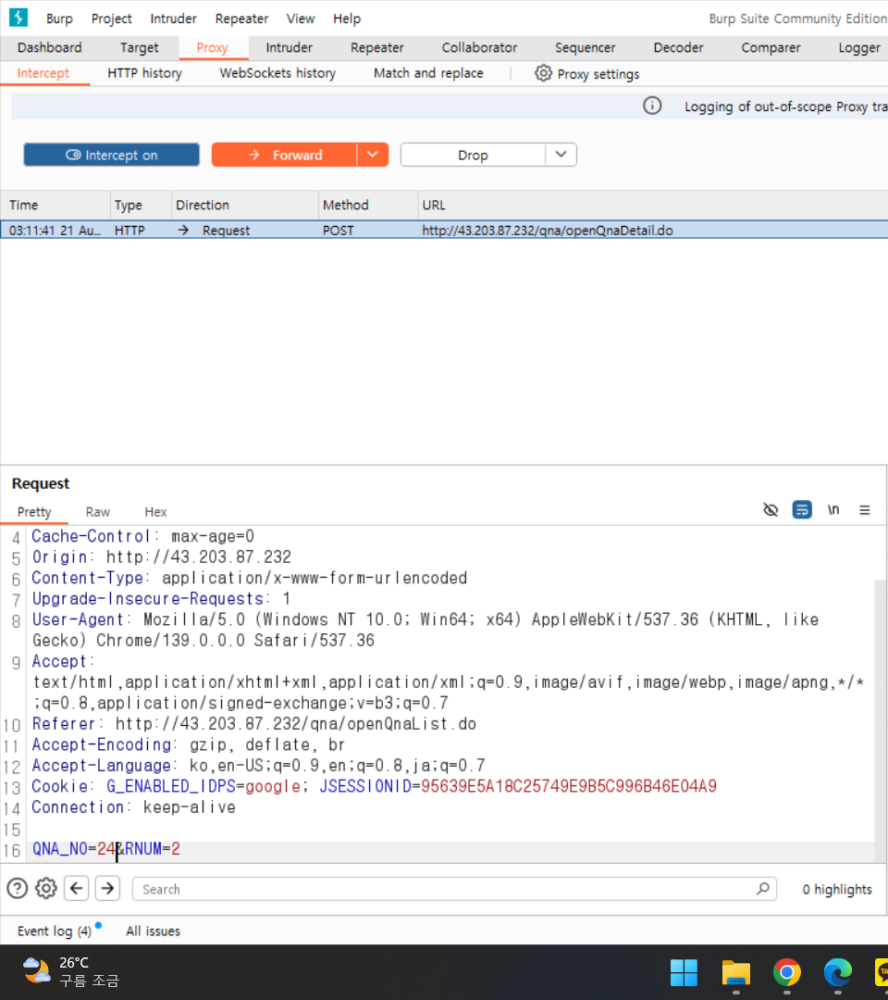 Burp Project Intruder Repeater View Help Burp Suite Community Edition
Dashboard Target Proxy Intruder Repeater Collaborator Sequencer Decoder Comparer Logger
Intercept HTTP history WebSockets history Match and replace Proxy settings
Logging of out-of-scope Proxy tra
Intercept on Forward Drop
Time Type Direction Method URL
03:11:41 21 Au... HTTP → Request POST http://43.203.87.232/qna/openQnaDetail.do
Request
Pretty Raw Hex \n
4 Cache-Control: max-age=0
5 Origin: http://43.203.87.232
6 Content-Type: application/x-www-form-urlencoded
7 Upgrade-Insecure-Requests: 1
8 User-Agent: Mozilla/5.0 (Windows NT 10.0; Win64; x64) AppleWebKit/537.36 (KHTML, like
Gecko) Chrome/139.0.0.0 Safari/537.36
9 Accept:
text/html,application/xhtml+xml,application/xml;q=0.9,image/avif,image/webp,image/apng,*/*
;q=0.8,application/signed-exchange;v=b3;q=0.7
10 Referer: http://43.203.87.232/qna/openQnaList.do
11 Accept-Encoding: gzip, deflate, br
12 Accept-Language: ko,en-US;q=0.9,en;q=0.8,ja;q=0.7
13 Cookie: G_ENABLED_IDPS=google; JSESSIONID=95639E5A18C25749E9B5C996B46E04A9
14 Connection: keep-alive
15
16 QNA_NO=24&RNUM=2
Search 0 highlights
Event log (4) All issues
26°C
구름 조금